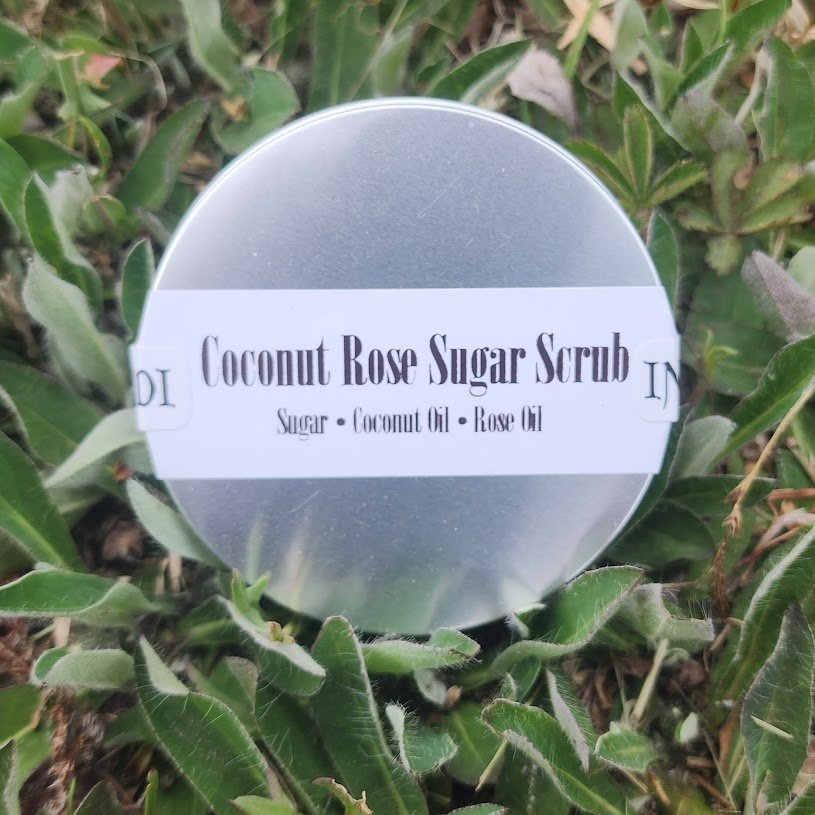 Coconut Rose Sugar Scrub
Sugar • Coconut Oil • Rose Oil